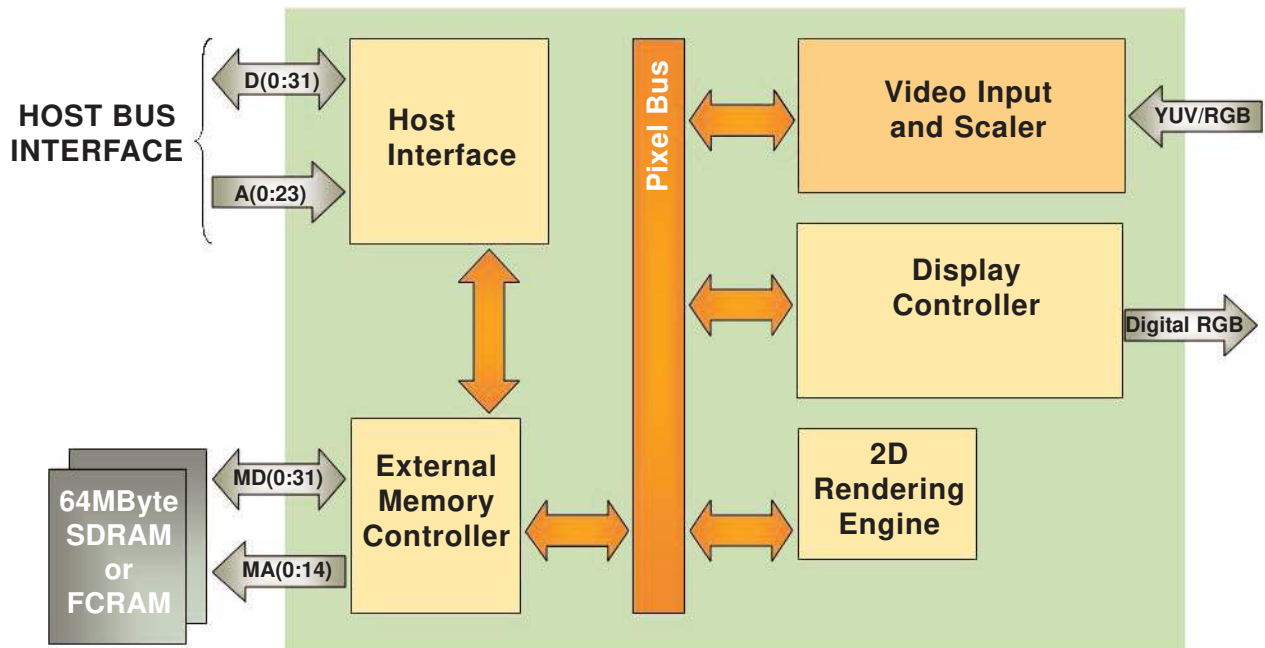 HOST BUS
INTERFACE
D(0:31)
A(0:23)
Host
Interface
Pixel Bus
Video Input
and Scaler
YUV/RGB
Display
Controller
Digital RGB
64MByte
SDRAM
or
FCRAM
MD(0:31)
MA(0:14)
External
Memory
Controller
2D
Rendering
Engine